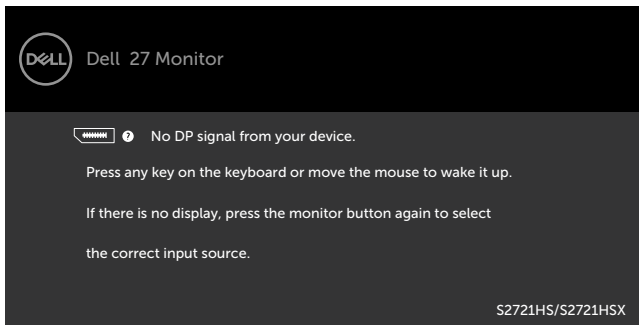 DELL
Dell 27 Monitor
? No DP signal from your device.
Press any key on the keyboard or move the mouse to wake it up.
If there is no display, press the monitor button again to select
the correct input source.
S2721HS/S2721HSX